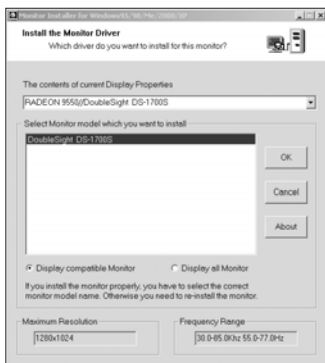 Monitor Installer for Windows95/98/Me/2000/XP
Install the Monitor Driver
Which driver do you want to install for this monitor?
The contents of current Display Properties
RADEON 9550//DoubleSight DS-1700S
Select Monitor model which you want to install
DoubleSight DS-1700S
OK
Cancel
About
Display compatible Monitor
Display all Monitor
If you install the monitor properly, you have to select the correct
monitor model name. Otherwise you need to re-install the monitor.
Maximum Resolution
1280x1024
Frequency Range
30.0-85.0Khz 55.0-77.0Hz